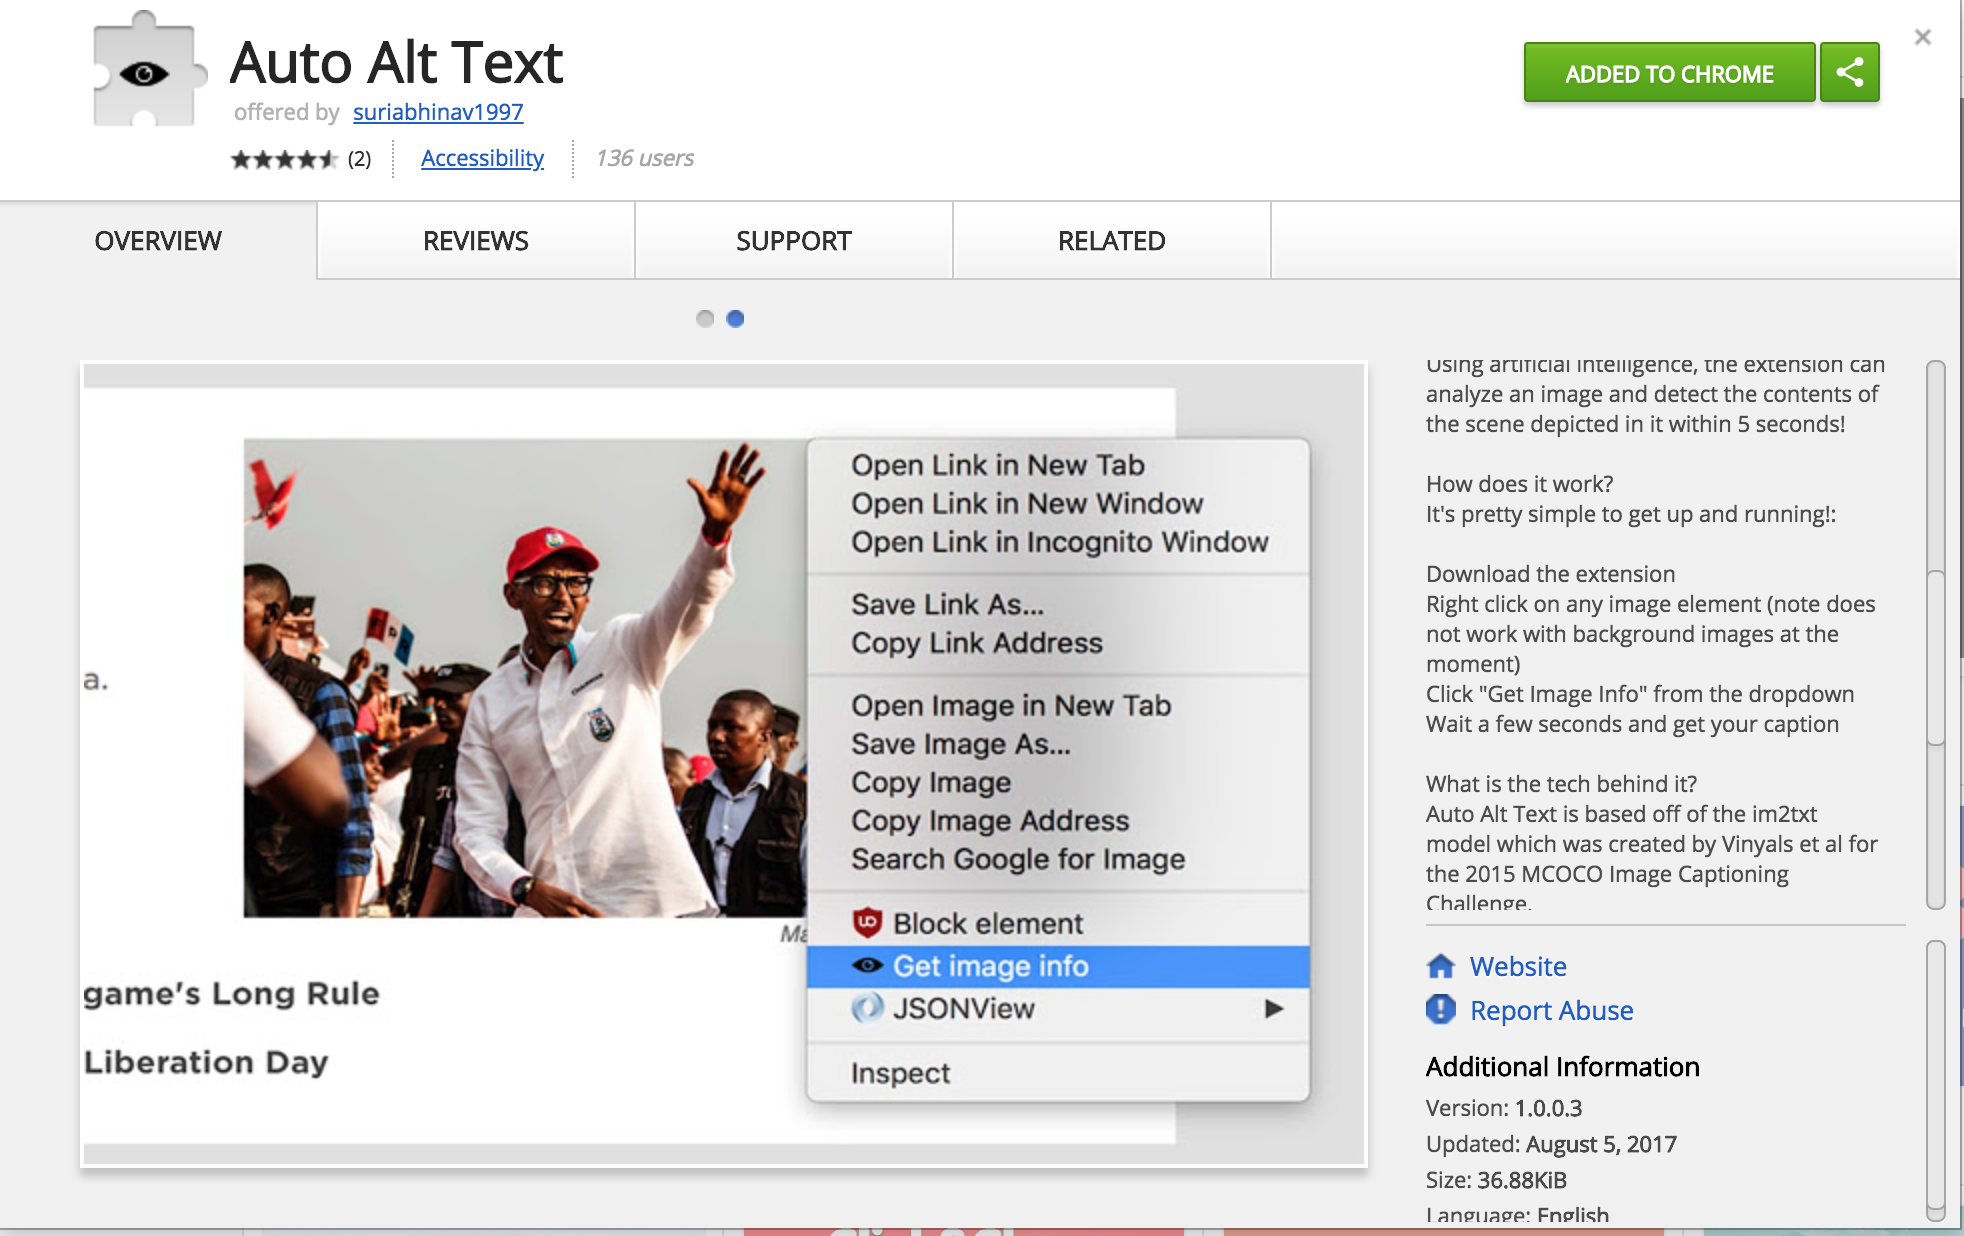 Auto Alt Text
offered by suriabhinav1997
(2)
Accessibility
136 users
ADDED TO CHROME
×
OVERVIEW
REVIEWS
SUPPORT
RELATED
a.
game's Long Rule
Liberation Day
Ma
Open Link in New Tab
Open Link in New Window
Open Link in Incognito Window
Save Link As...
Copy Link Address
Open Image in New Tab
Save Image As...
Copy Image
Copy Image Address
Search Google for Image
Block element
Get image info
JSONView
Inspect
Using artificial intelligence, the extension can
analyze an image and detect the contents of
the scene depicted in it within 5 seconds!
How does it work?
It's pretty simple to get up and running!:
Download the extension
Right click on any image element (note does
not work with background images at the
moment)
Click "Get Image Info" from the dropdown
Wait a few seconds and get your caption
What is the tech behind it?
Auto Alt Text is based off of the im2txt
model which was created by Vinyals et al for
the 2015 MCOCO Image Captioning
Challenge.
Website
Report Abuse
Additional Information
Version: 1.0.0.3
Updated: August 5, 2017
Size: 36.88KiB
Language: English